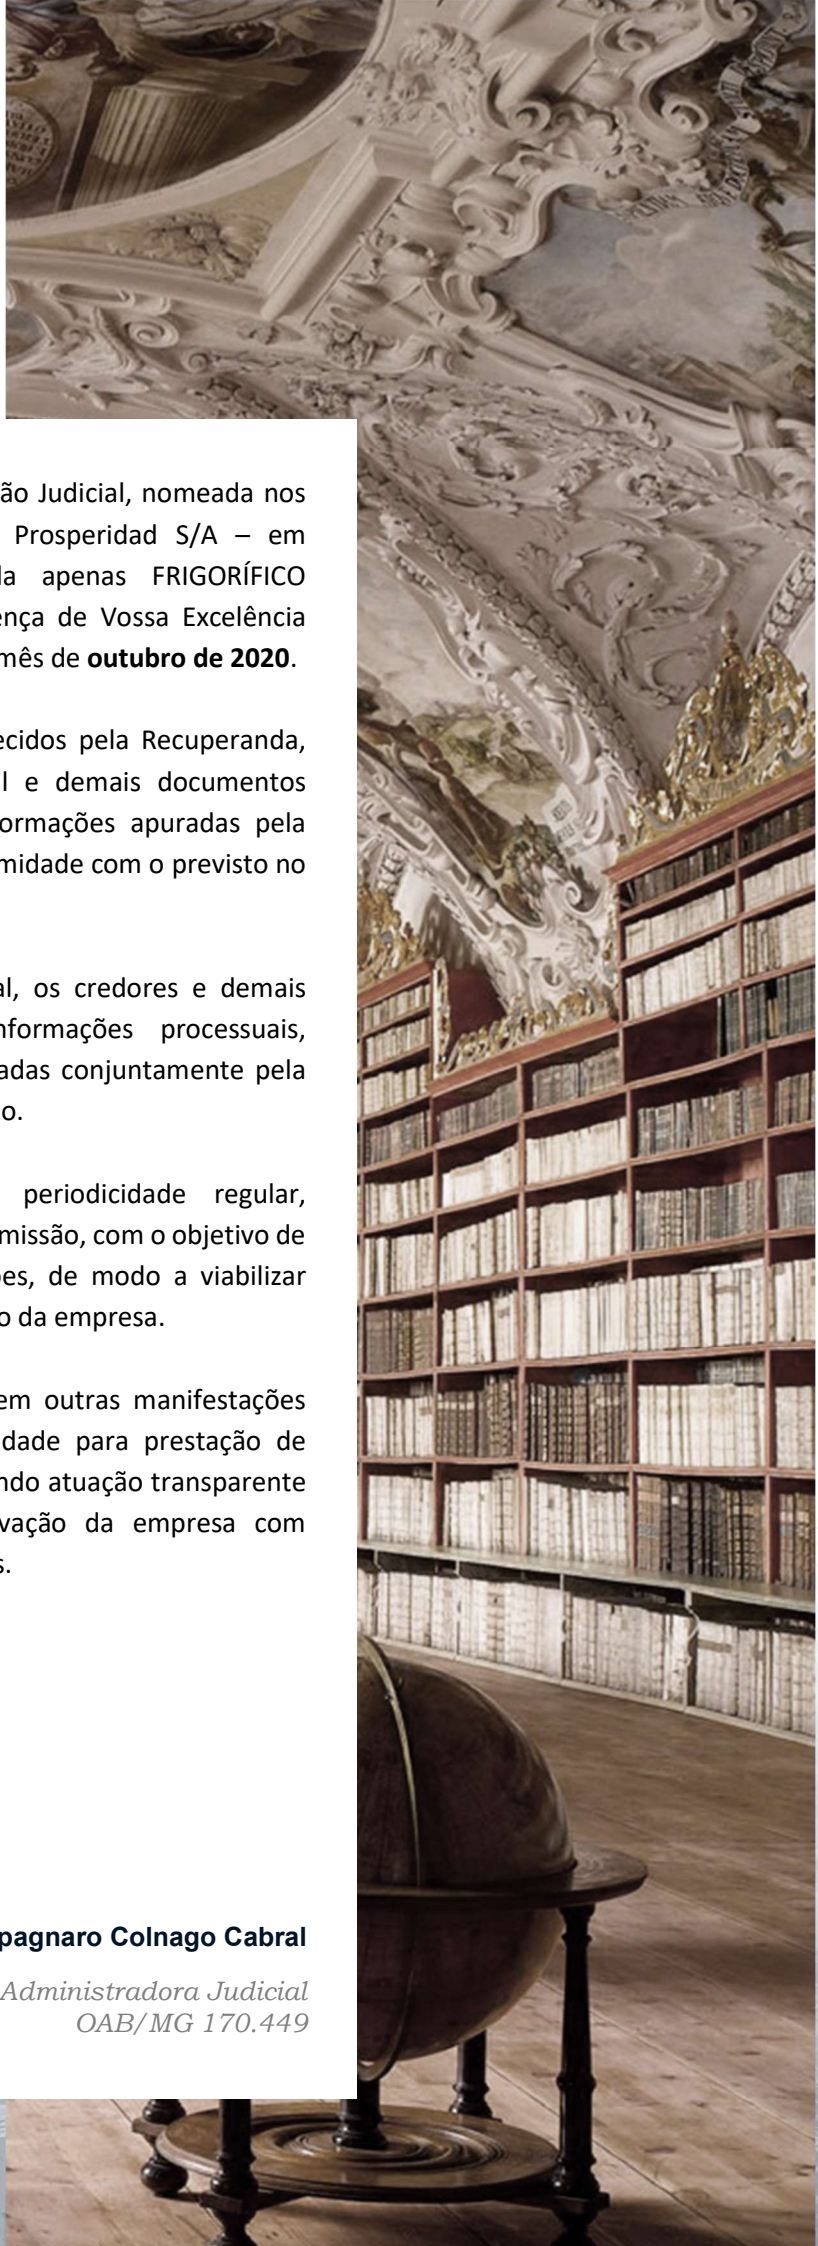 ão Judicial, nomeada nos
Prosperidad S/A – em
la apenas FRIGORÍFICO
ença de Vossa Excelência
mês de outubro de 2020.
ecidos pela Recuperanda,
l e demais documentos
ormações apuradas pela
midade com o previsto no
al, os credores e demais
nformações processuais,
adas conjuntamente pela
o.
periodicidade regular,
missão, com o objetivo de
ões, de modo a viabilizar
o da empresa.
em outras manifestações
dade para prestação de
ndo atuação transparente
vação da empresa com
s.
pagnaro Colnago Cabral
Administradora Judicial
OAB/MG 170.449